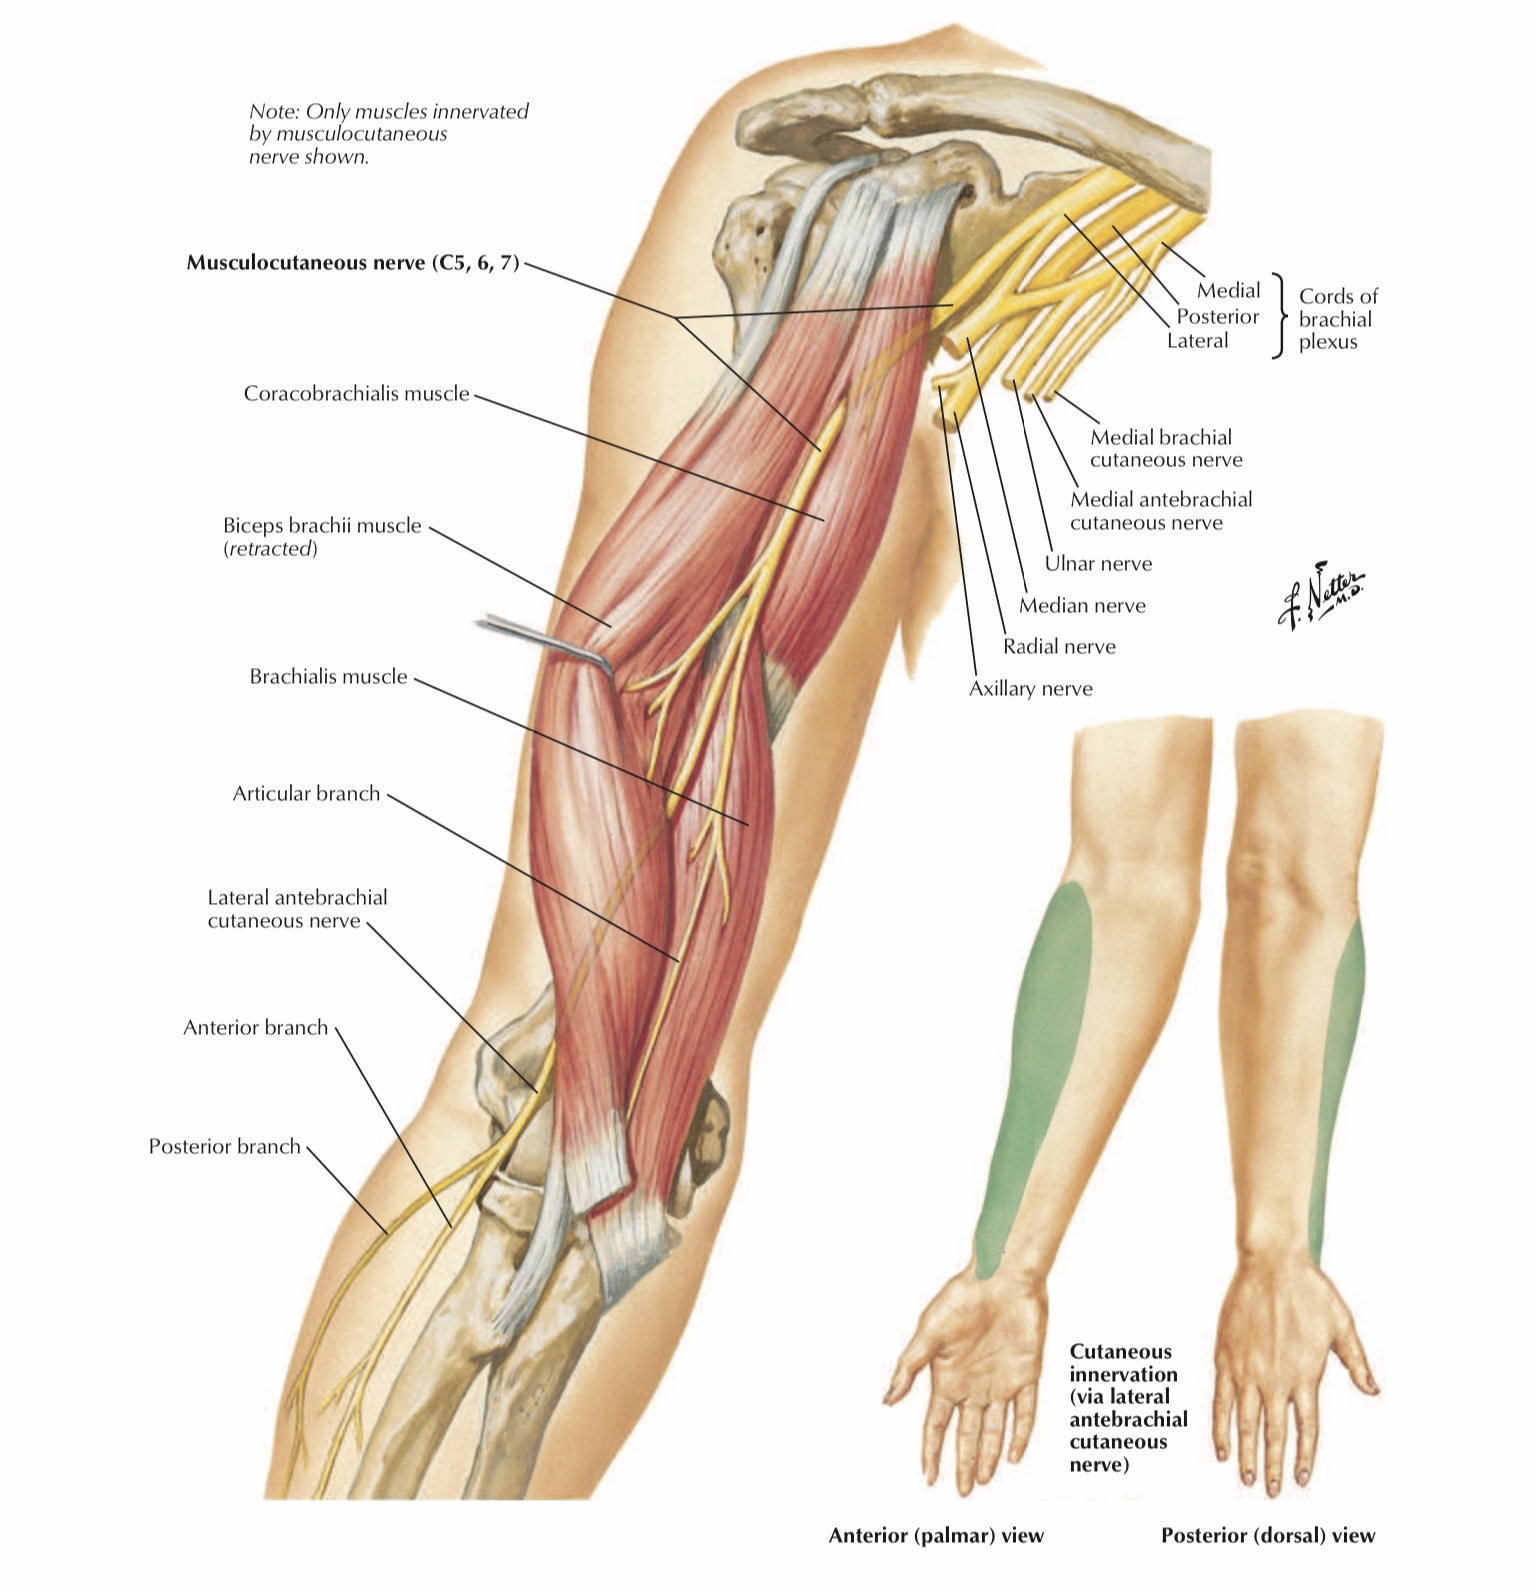 Note: Only muscles innervated
by musculocutaneous
nerve shown.
Musculocutaneous nerve (C5, 6, 7)
Coracobrachialis muscle
Biceps brachii muscle
(retracted)
Brachialis muscle
Articular branch
Lateral antebrachial
cutaneous nerve
Anterior branch
Posterior branch
Medial
Posterior
Lateral
Cords of
brachial
plexus
Medial brachial
cutaneous nerve
Medial antebrachial
cutaneous nerve
Ulnar nerve
Median nerve
Radial nerve
Axillary nerve
F. Netter
M.D.
Cutaneous
innervation
(via lateral
antebrachial
cutaneous
nerve)
Anterior (palmar) view
Posterior (dorsal) view